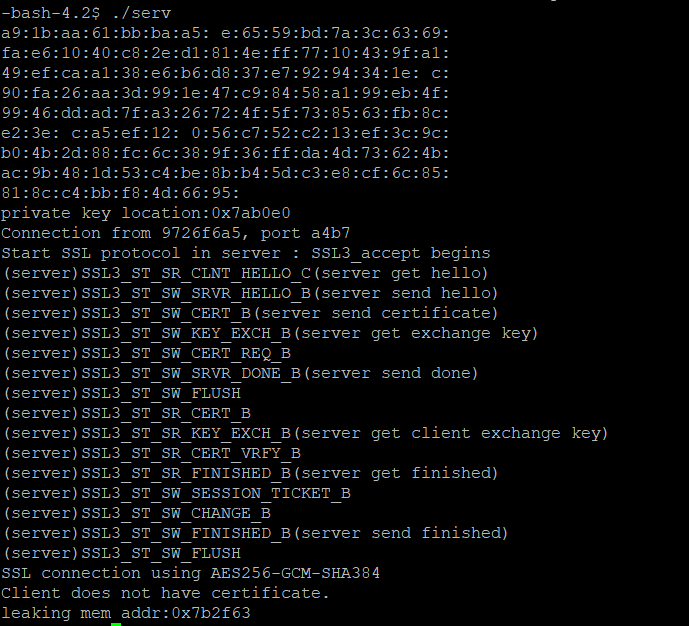 -bash-4.2$ ./serv
a9:1b:aa:61:bb:ba:a5: e:65:59:bd:7a:3c:63:69:
fa:e6:10:40:c8:2e:d1:81:4e:ff:77:10:43:9f:a1:
49:ef:ca:a1:38:e6:b6:d8:37:e7:92:94:34:1e: c:
90:fa:26:aa:3d:99:1e:47:c9:84:58:a1:99:eb:4f:
99:46:dd:ad:7f:a3:26:72:4f:5f:73:85:63:fb:8c:
e2:3e: c:a5:ef:12: 0:56:c7:52:c2:13:ef:3c:9c:
b0:4b:2d:88:fc:6c:38:9f:36:ff:da:4d:73:62:4b:
ac:9b:48:1d:53:c4:be:8b:b4:5d:c3:e8:cf:6c:85:
81:8c:c4:bb:f8:4d:66:95:
private key location:0x7ab0e0
Connection from 9726f6a5, port a4b7
Start SSL protocol in server : SSL3_accept begins
(server)SSL3_ST_SR_CLNT_HELLO_C(server get hello)
(server)SSL3_ST_SW_SRVR_HELLO_B(server send hello)
(server)SSL3_ST_SW_CERT_B(server send certificate)
(server)SSL3_ST_SW_KEY_EXCH_B(server get exchange key)
(server)SSL3_ST_SW_CERT_REQ_B
(server)SSL3_ST_SW_SRVR_DONE_B(server send done)
(server)SSL3_ST_SW_FLUSH
(server)SSL3_ST_SR_CERT_B
(server)SSL3_ST_SR_KEY_EXCH_B(server get client exchange key)
(server)SSL3_ST_SR_CERT_VRFY_B
(server)SSL3_ST_SR_FINISHED_B(server get finished)
(server)SSL3_ST_SW_SESSION_TICKET_B
(server)SSL3_ST_SW_CHANGE_B
(server)SSL3_ST_SW_FINISHED_B(server send finished)
(server)SSL3_ST_SW_FLUSH
SSL connection using AES256-GCM-SHA384
Client does not have certificate.
leaking mem addr:0x7b2f63